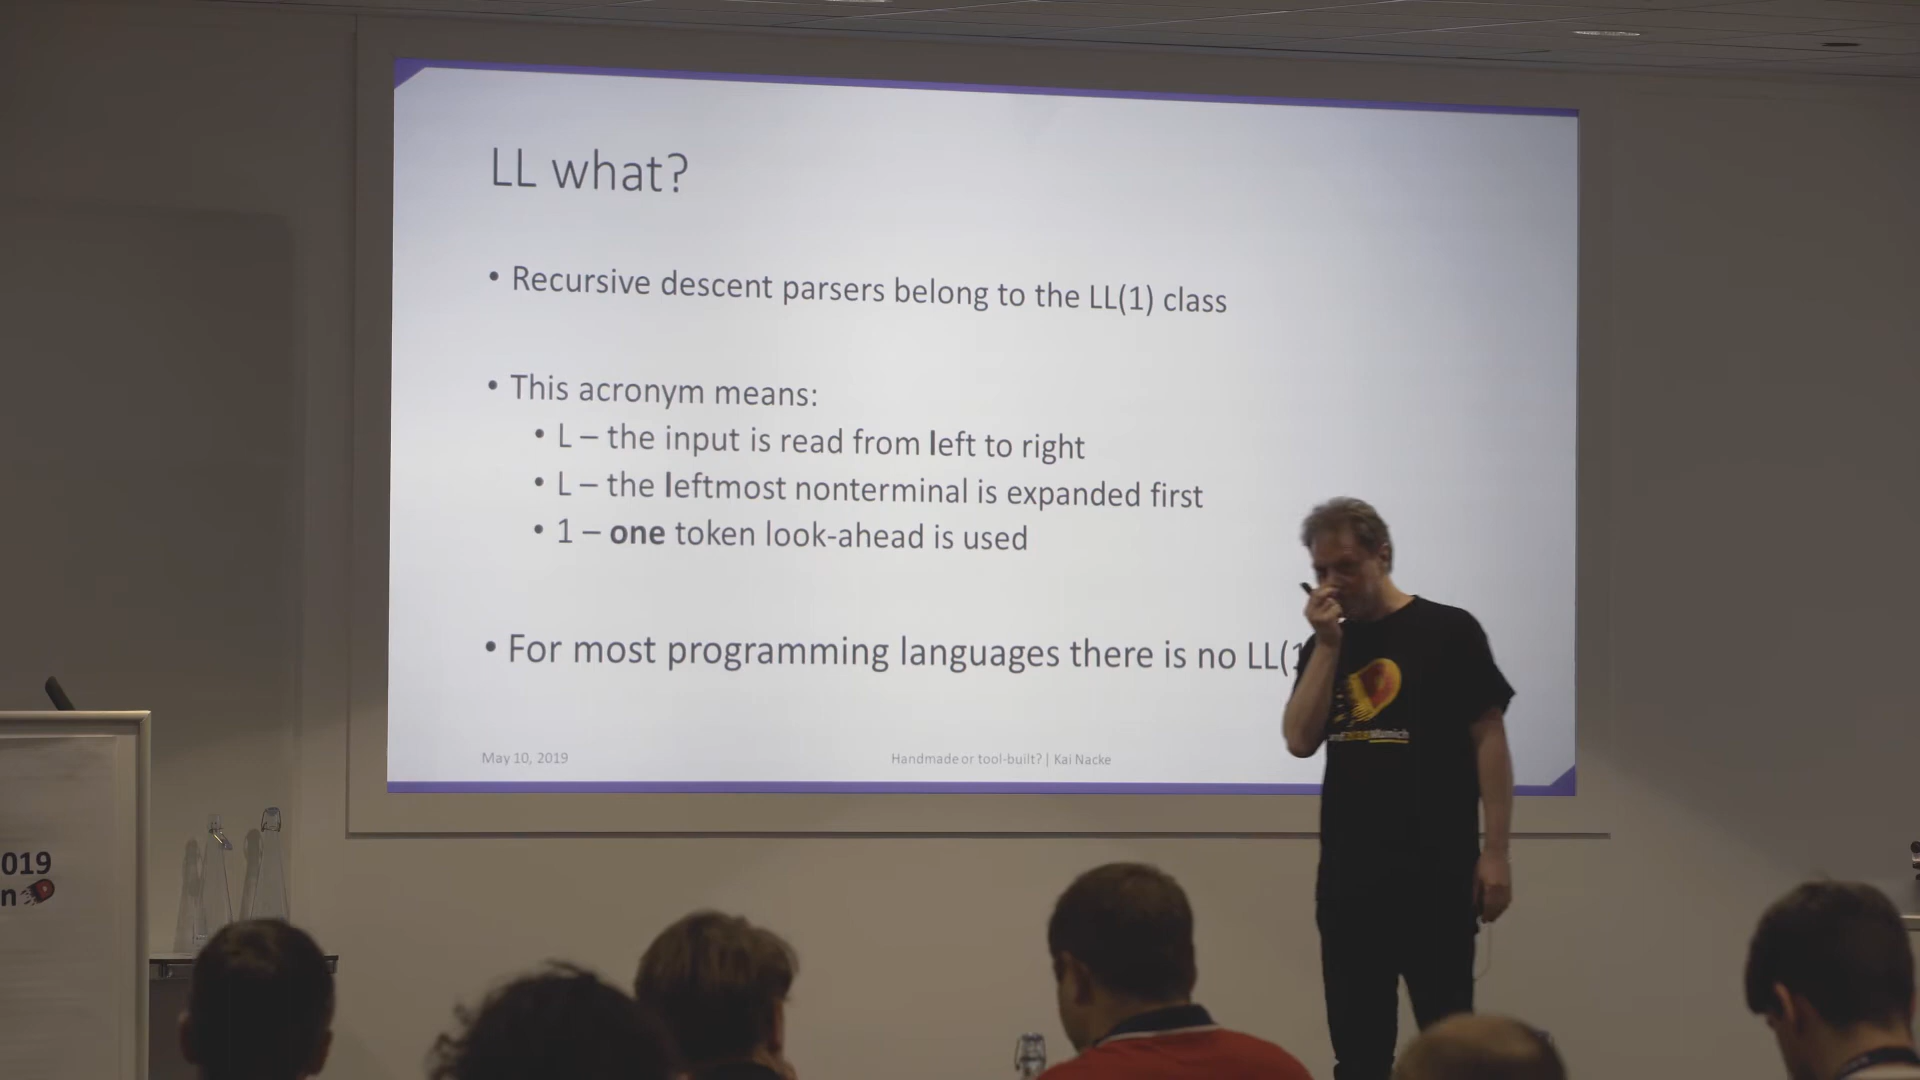 LL what?
• Recursive descent parsers belong to the LL(1) class
• This acronym means:
• L – the input is read from left to right
• L – the leftmost nonterminal is expanded first
• 1 – one token look-ahead is used
• For most programming languages there is no LL(
May 10, 2019
Handmade or tool-built? | Kai Nacke
Munich
019
n